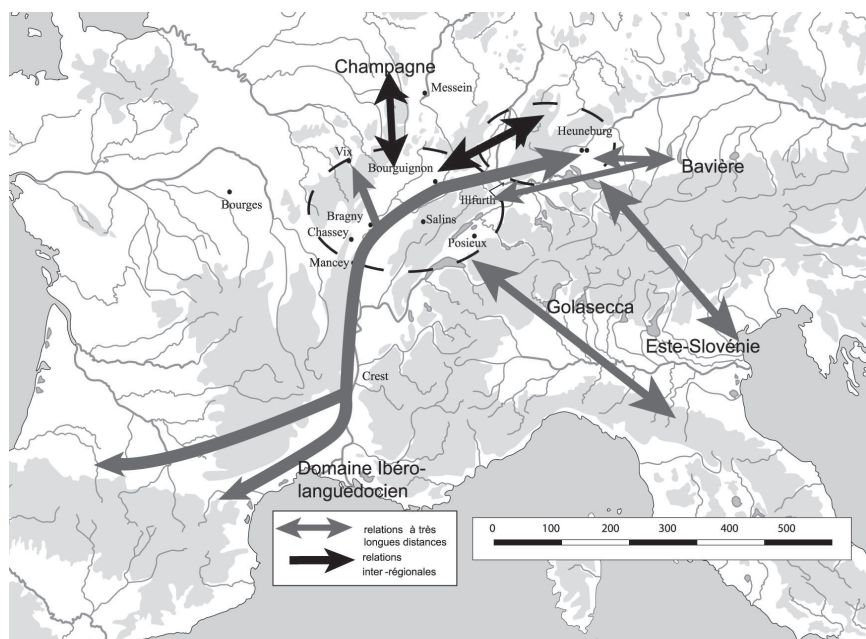 Champagne
Messein
Heuneburg
Vix
Bourguignon
Bavière
Illfurth
Bourges
Bragny
Salins
Chassey
Posieux
Mancey
Golasecca
Este-Slovénie
Crest
Domaine Ibéro-
languedocien
relations à très
longues distances
relations
inter-régionales
0 100 200 300 400 500